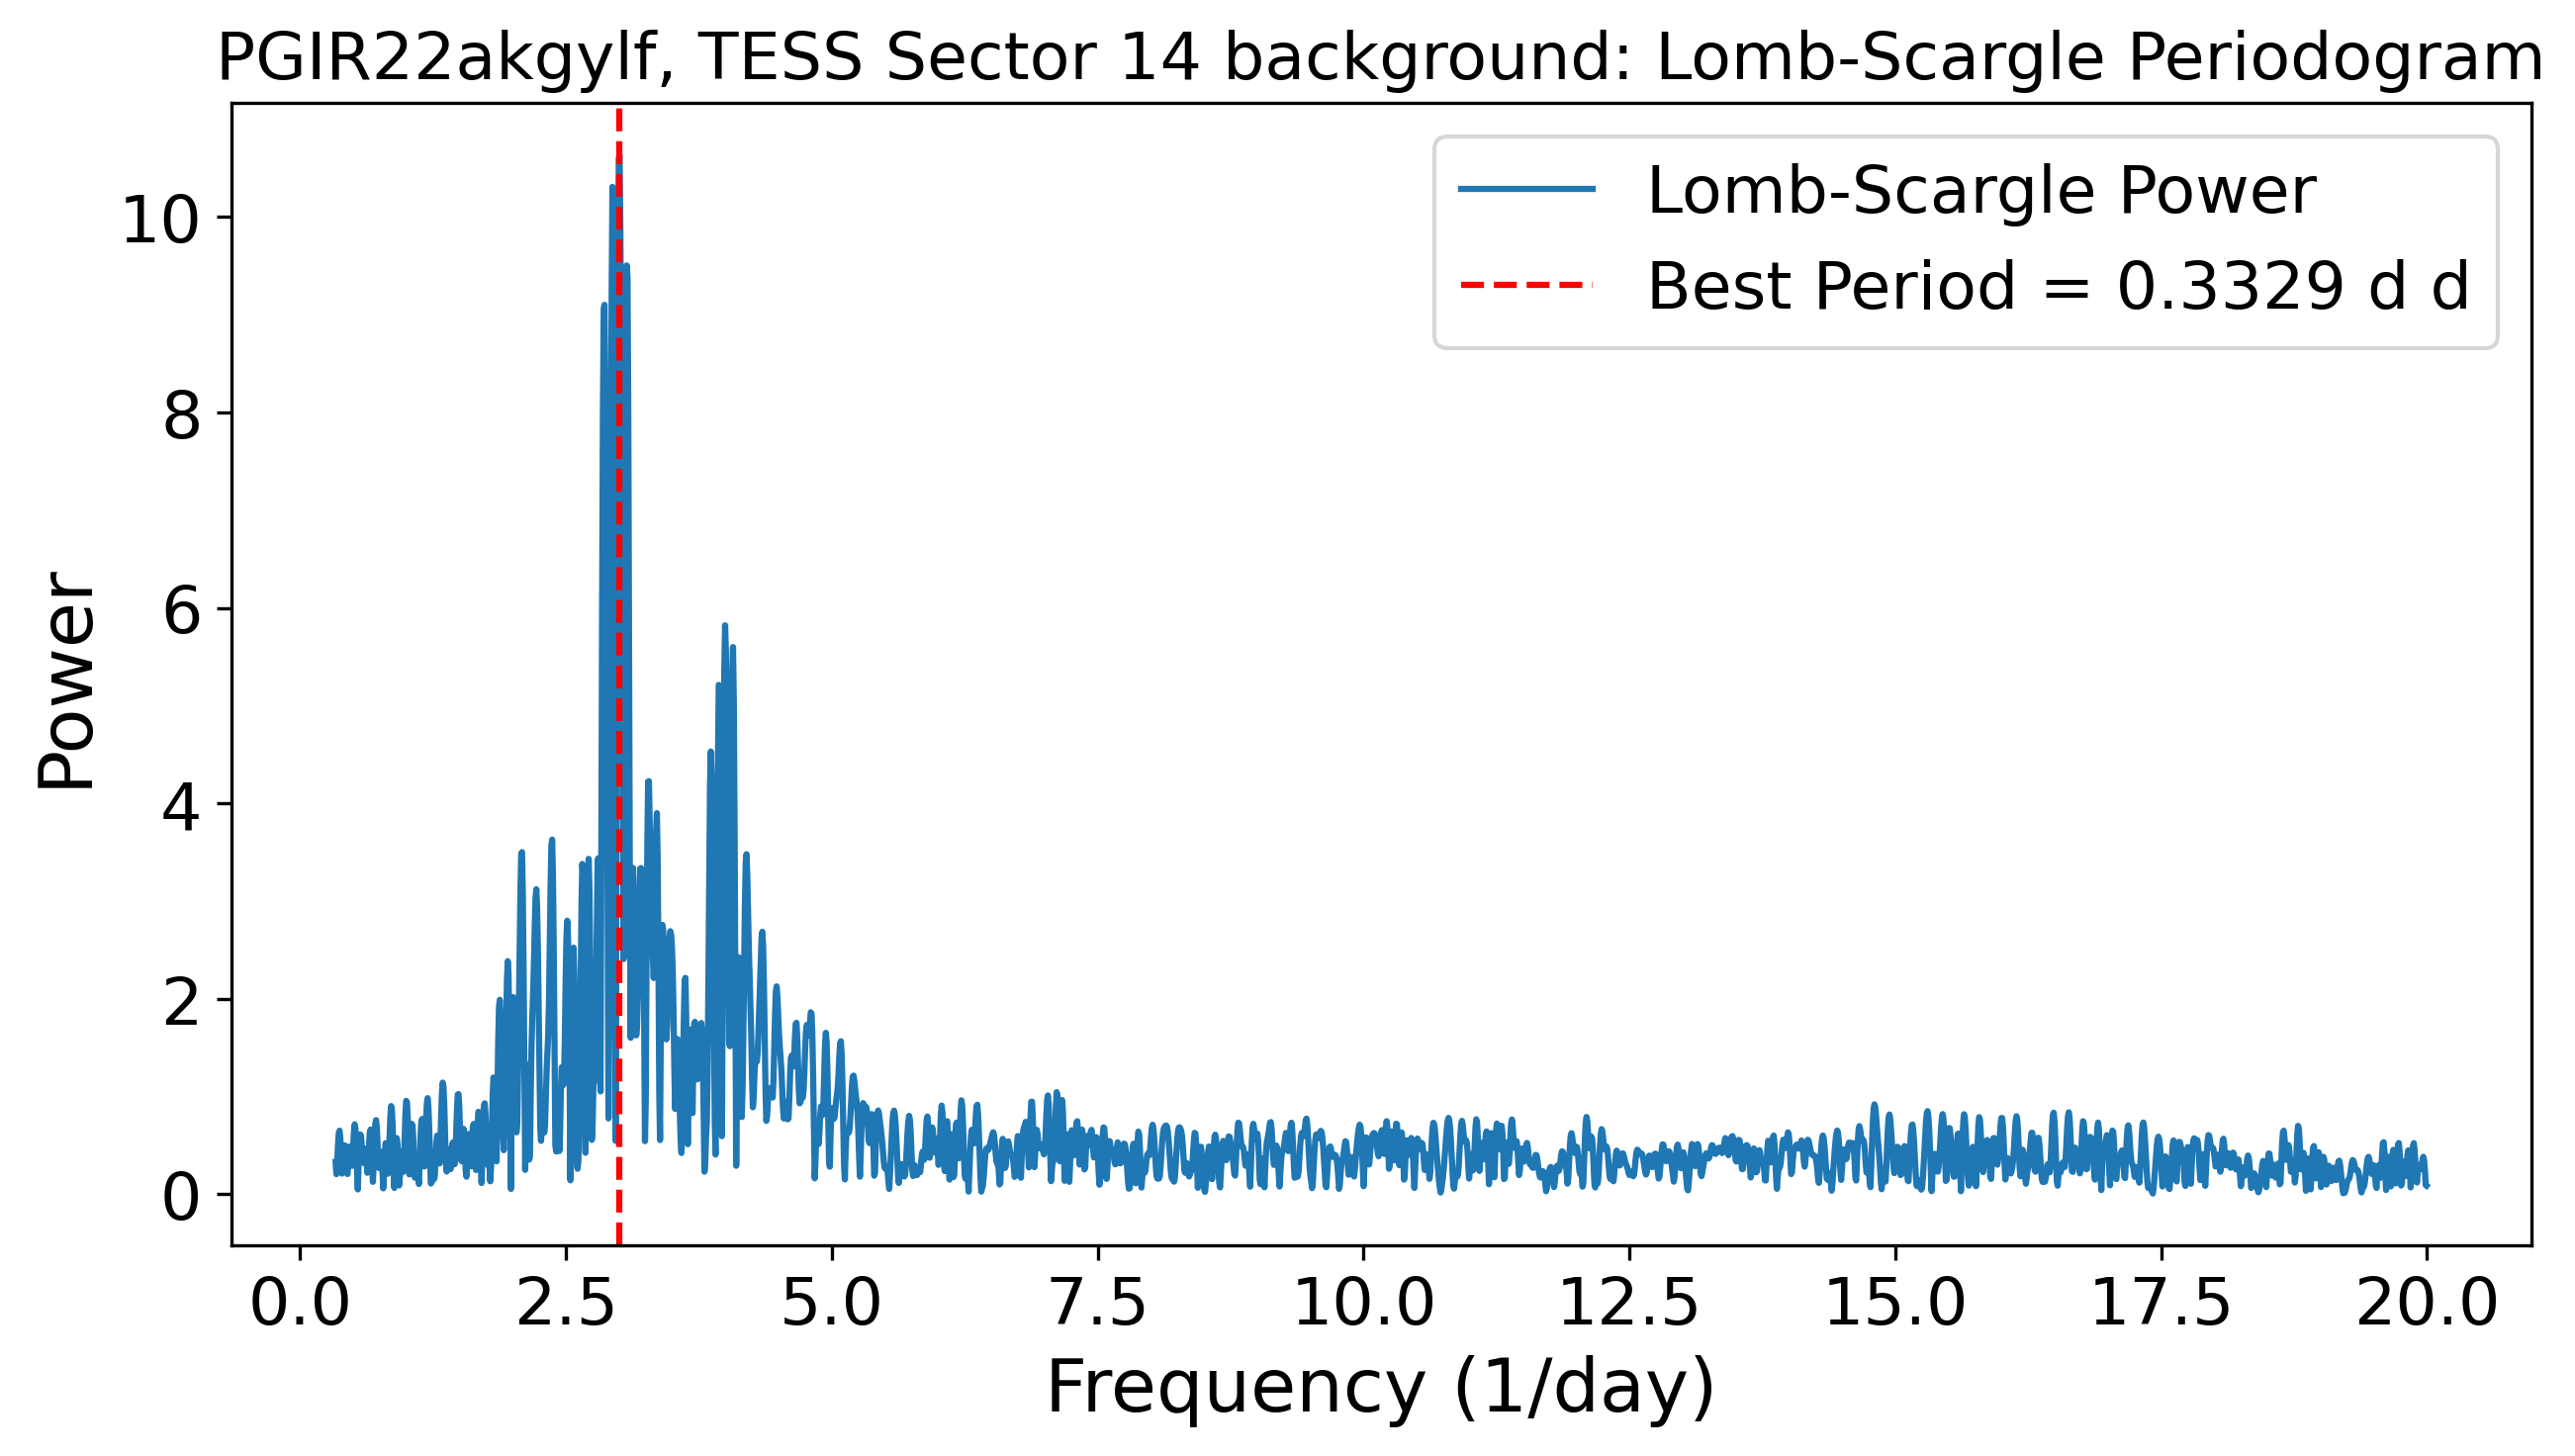 PGIR22akgylf, TESS Sector 14 background: Lomb-Scargle Periodogram
Lomb-Scargle Power
Best Period = 0.3329 d d
10
8
6
4
2
0
Power
0.0 2.5 5.0 7.5 10.0 12.5 15.0 17.5 20.0
Frequency (1/day)